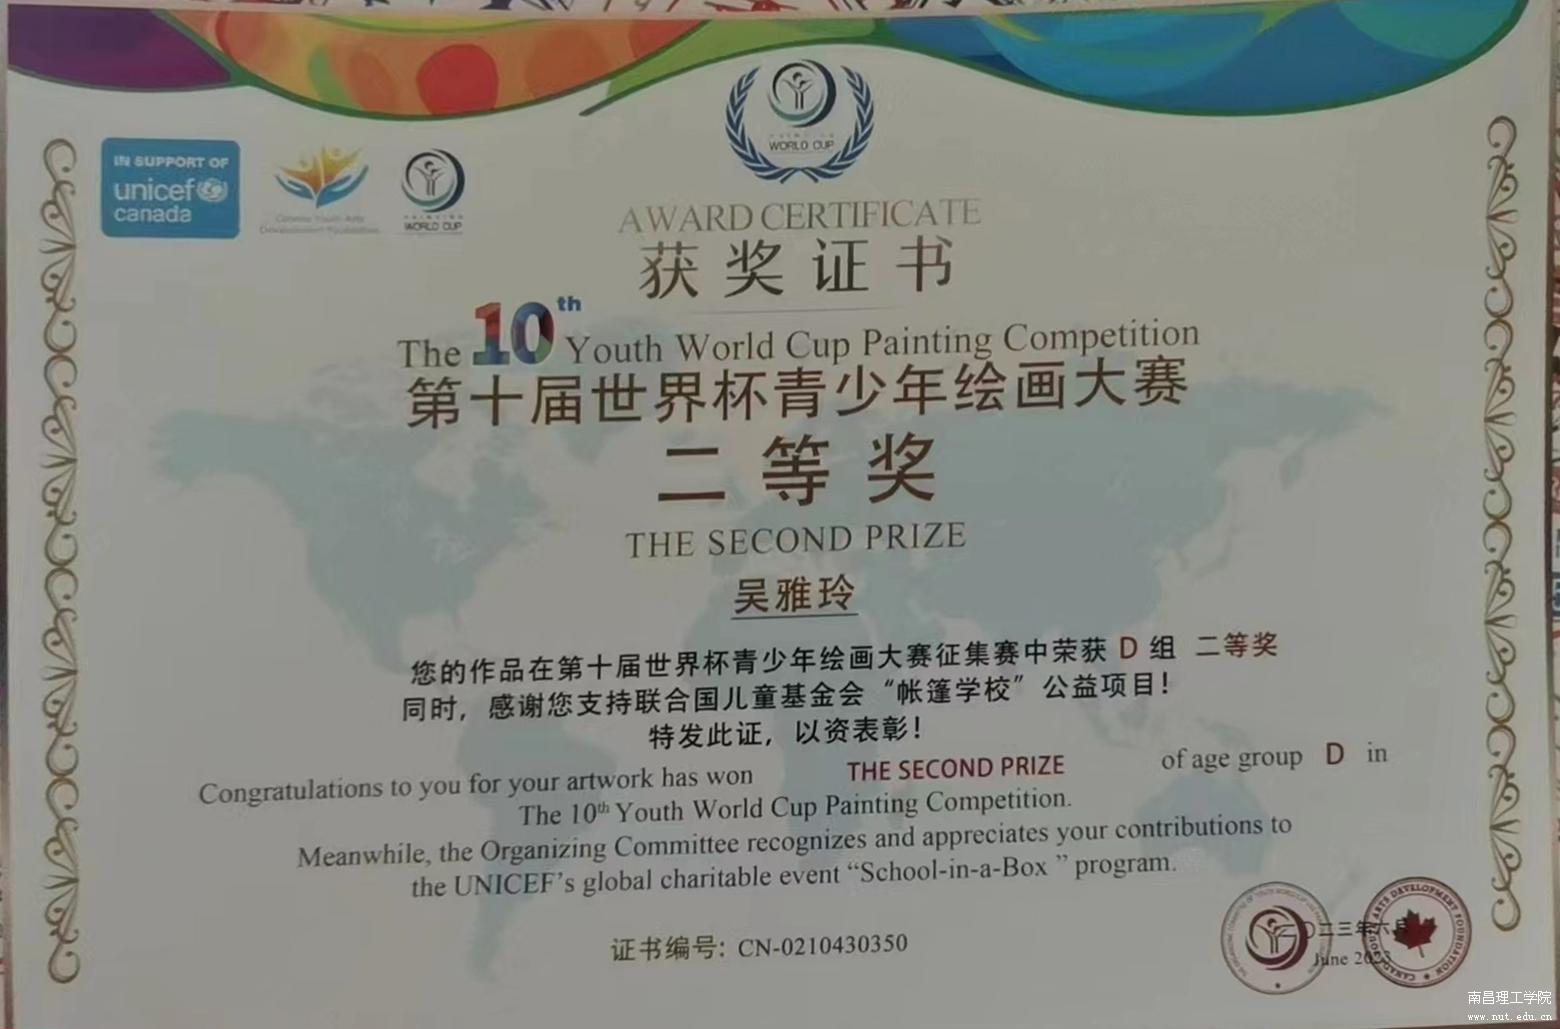 IN SUPPORT OF
unicef
canada
WORLD CUP
WORLD CUP
AWARD CERTIFICATE
获奖证书
The 10th Youth World Cup Painting Competition
第十届世界杯青少年绘画大赛
二等奖
THE SECOND PRIZE
吴雅玲
您的作品在第十届世界杯青少年绘画大赛征集赛中荣获 D 组 二等奖
同时，感谢您支持联合国儿童基金会“帐篷学校”公益项目！
特发此证，以资表彰！
Congratulations to you for your artwork has won THE SECOND PRIZE of age group D in
The 10th Youth World Cup Painting Competition.
Meanwhile, the Organizing Committee recognizes and appreciates your contributions to
the UNICEF's global charitable event “School-in-a-Box ” program.
证书编号: CN-0210430350
二〇二三年六月
June 2023
南昌理工学院
www.nut.edu.cn